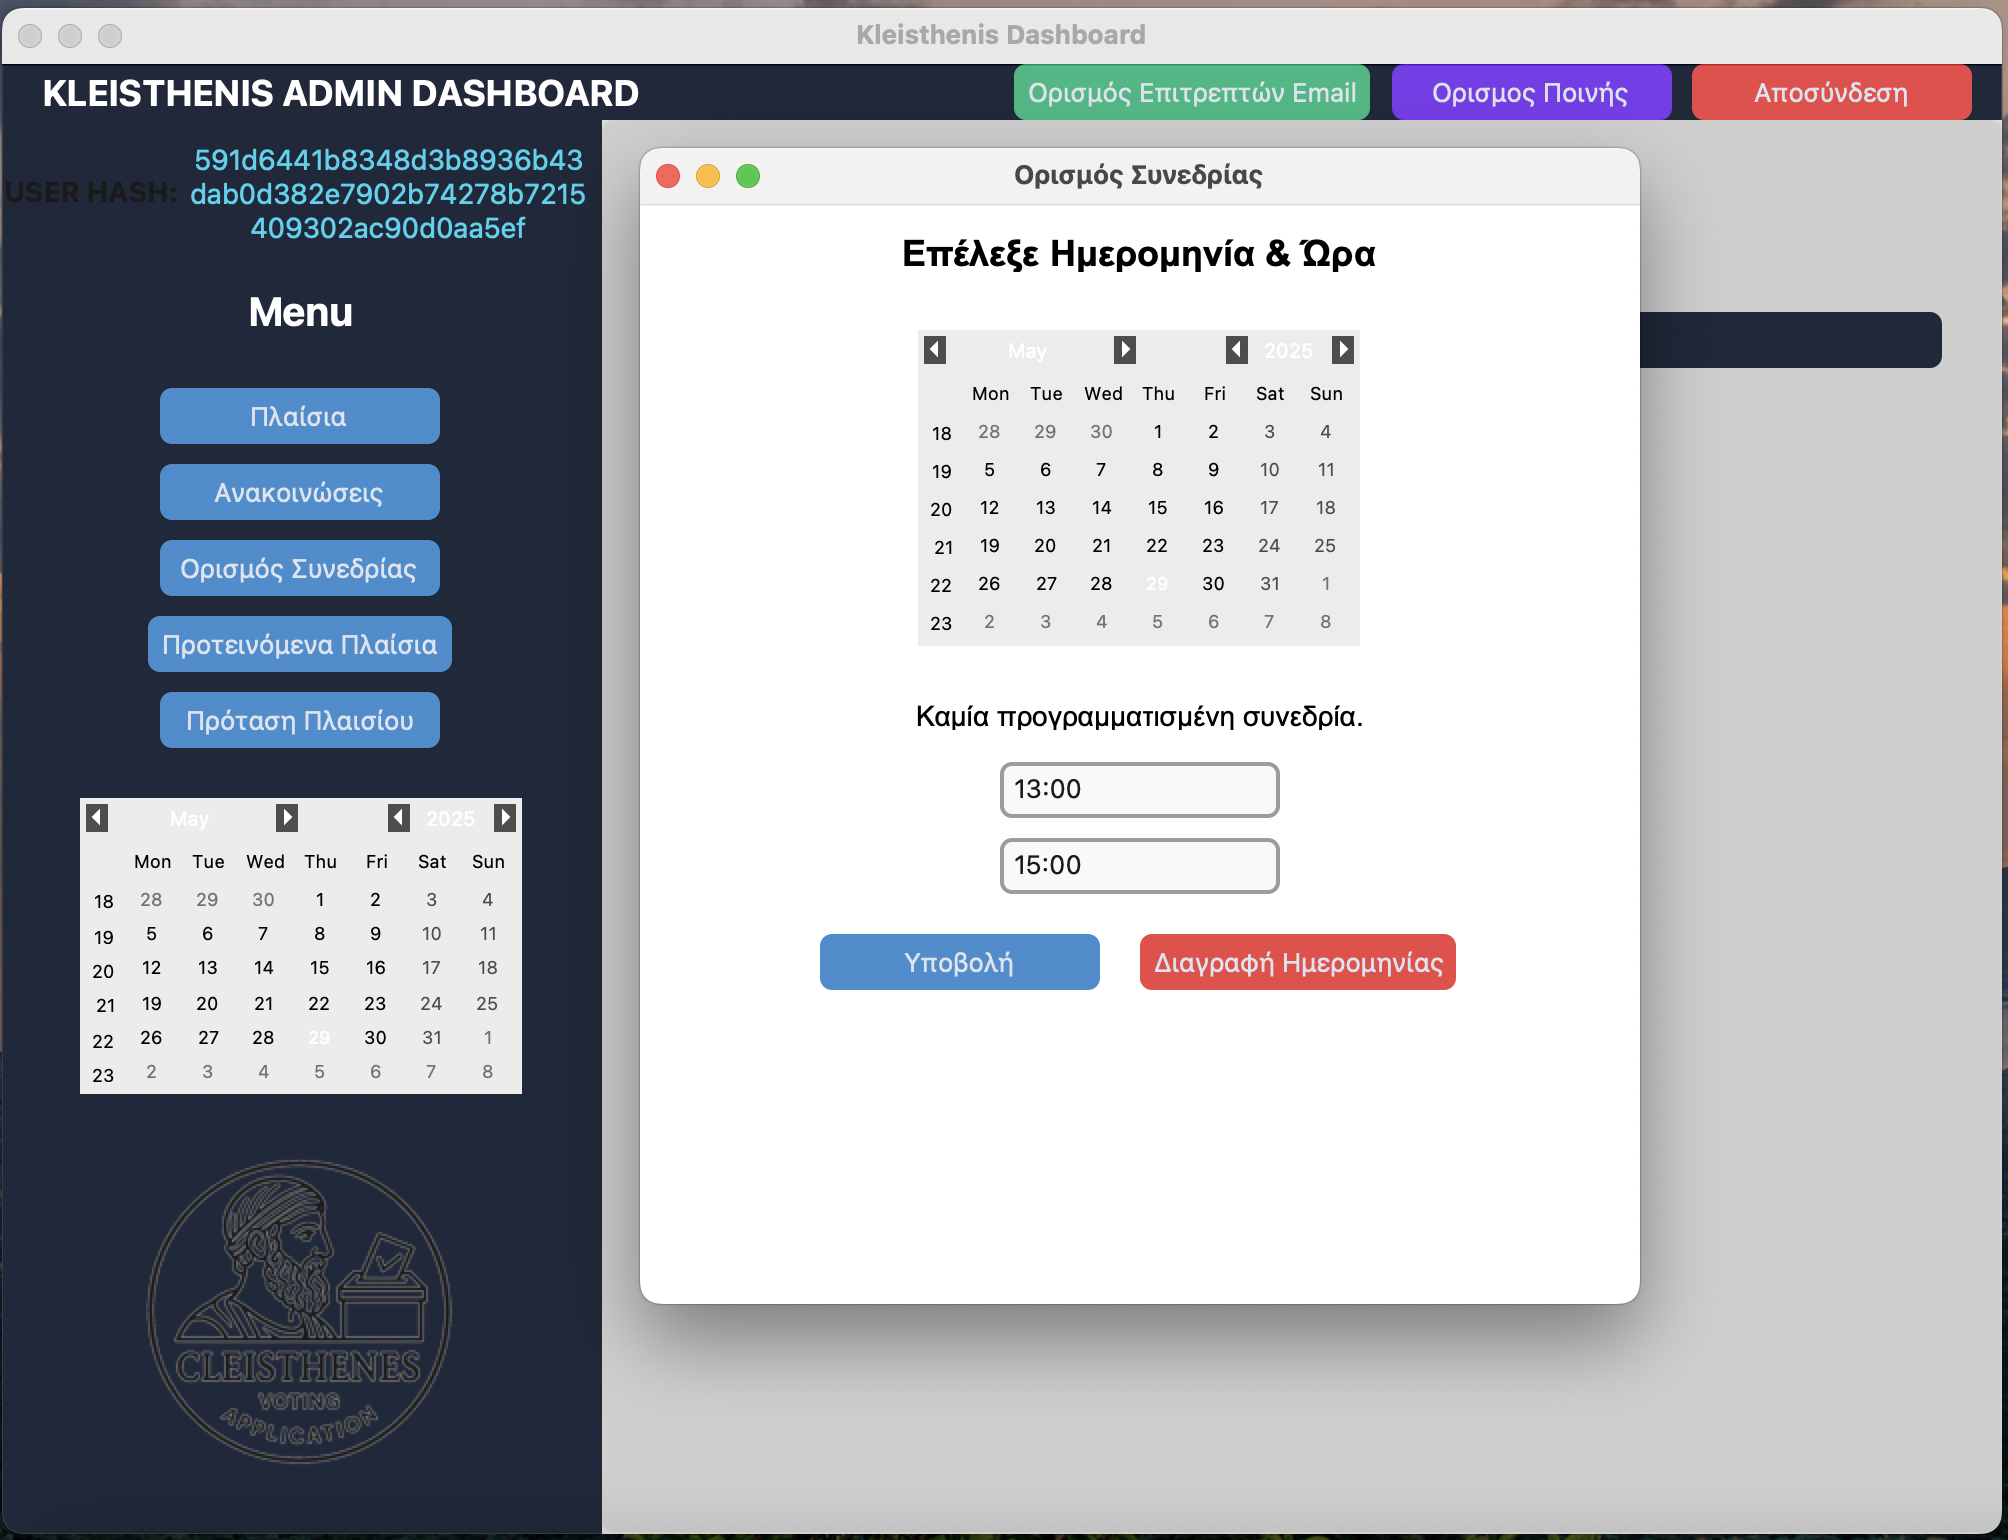 Kleisthenis Dashboard
KLEISTHENIS ADMIN DASHBOARD
Ορισμός Επιτρεπτών Email
Ορισμος Ποινής
Αποσύνδεση
USER HASH:
591d6441b8348d3b8936b43
dab0d382e7902b74278b7215
409302ac90d0aa5ef
Menu
Πλαίσια
Ανακοινώσεις
Ορισμός Συνεδρίας
Προτεινόμενα Πλαίσια
Πρόταση Πλαισίου
May 2025
Mon Tue Wed Thu Fri Sat Sun
18 28 29 30 1 2 3 4
19 5 6 7 8 9 10 11
20 12 13 14 15 16 17 18
21 19 20 21 22 23 24 25
22 26 27 28 29 30 31 1
23 2 3 4 5 6 7 8
CLEISTHENES
VOTING
APPLICATION
Ορισμός Συνεδρίας
Επέλεξε Ημερομηνία & Ώρα
May 2025
Mon Tue Wed Thu Fri Sat Sun
18 28 29 30 1 2 3 4
19 5 6 7 8 9 10 11
20 12 13 14 15 16 17 18
21 19 20 21 22 23 24 25
22 26 27 28 29 30 31 1
23 2 3 4 5 6 7 8
Καμία προγραμματισμένη συνεδρία.
13:00
15:00
Υποβολή
Διαγραφή Ημερομηνίας